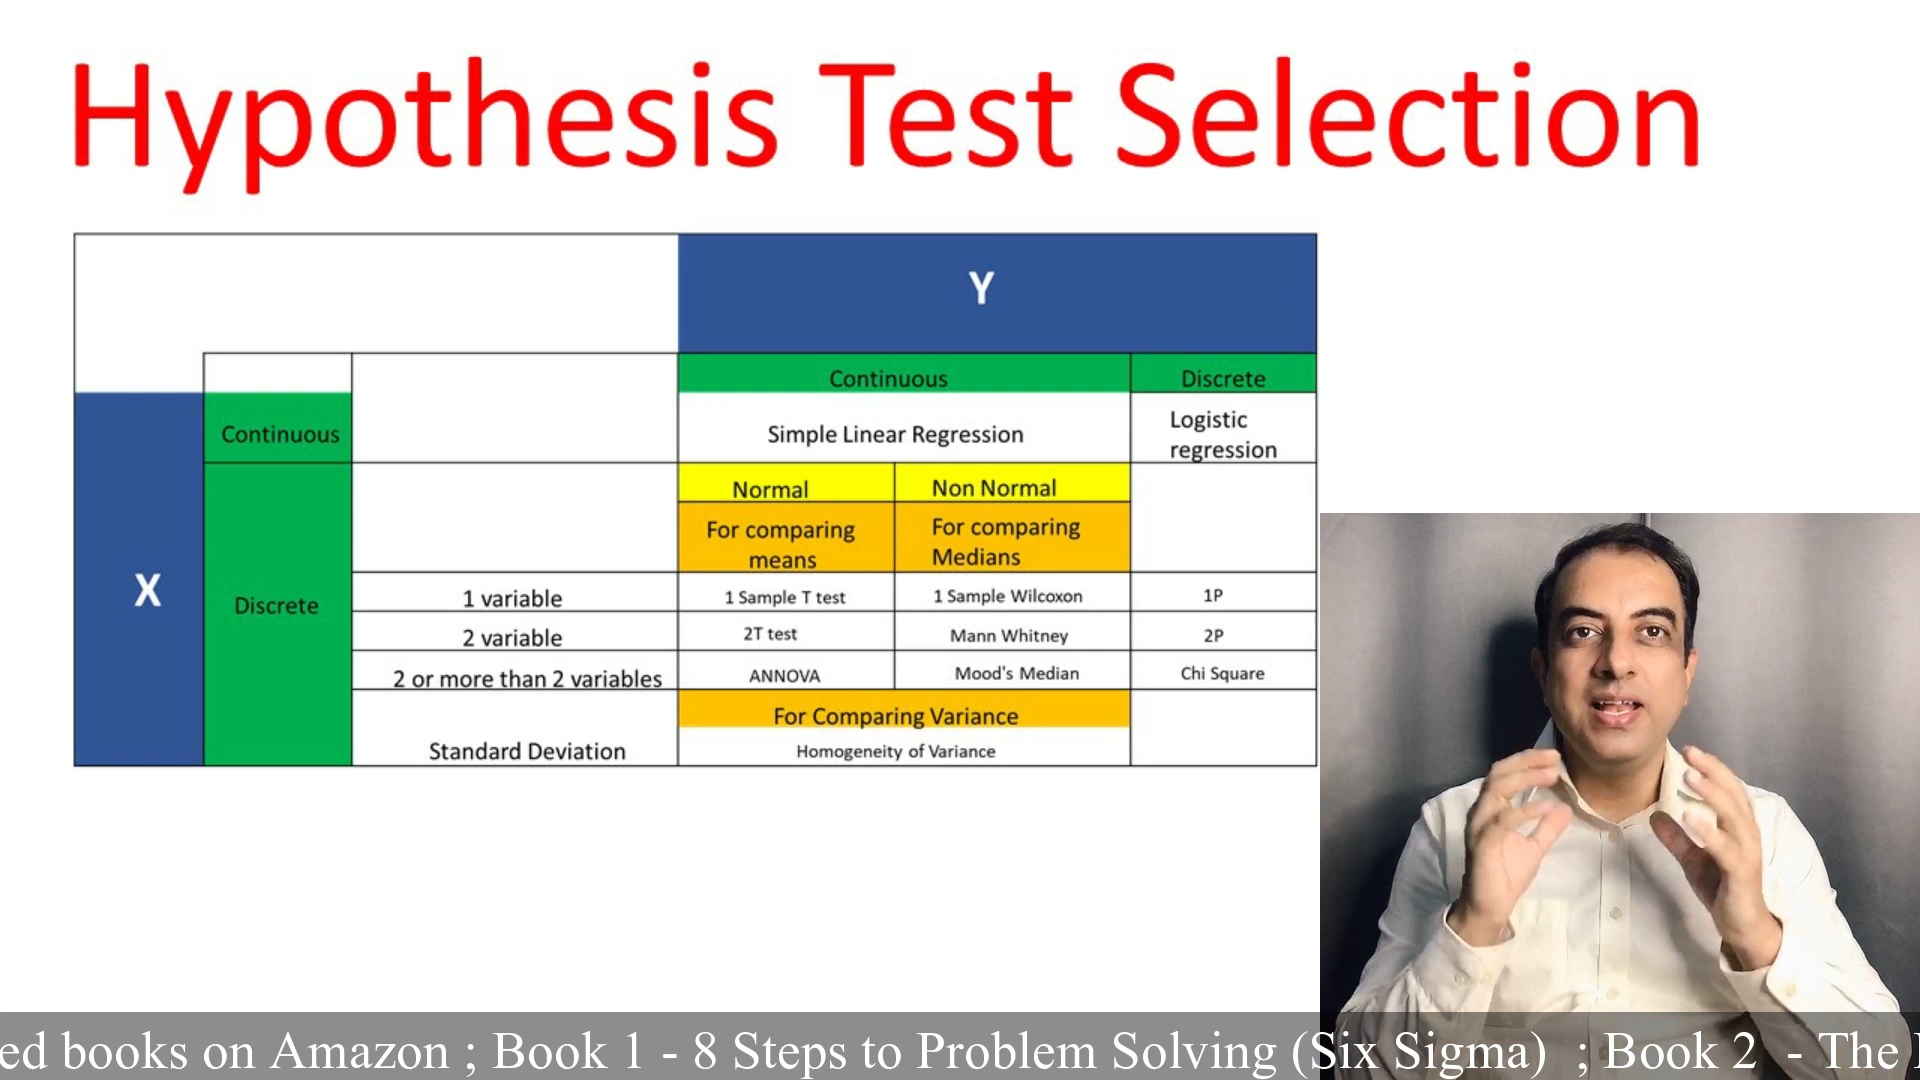 Hypothesis Test Selection
Y
Continuous
Discrete
Continuous
Simple Linear Regression
Logistic
regression
X
Discrete
Normal
Non Normal
For comparing
means
For comparing
Medians
1 variable
1 Sample T test
1 Sample Wilcoxon
1P
2 variable
2T test
Mann Whitney
2P
2 or more than 2 variables
ANNOVA
Mood's Median
Chi Square
For Comparing Variance
Standard Deviation
Homogeneity of Variance
ed books on Amazon ; Book 1 - 8 Steps to Problem Solving (Six Sigma) ; Book 2 - The